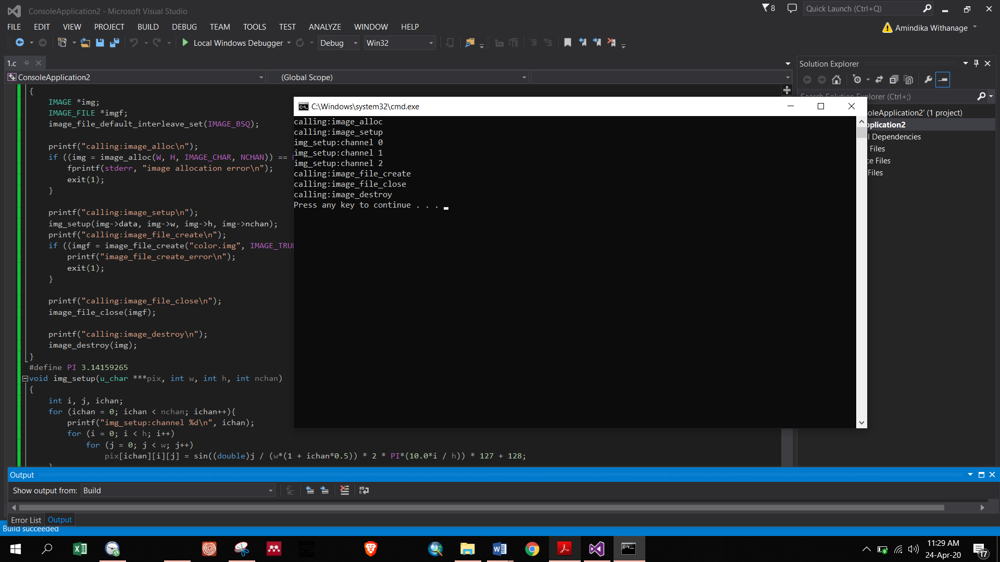 ConsoleApplication2 - Microsoft Visual Studio
8
Quick Launch (Ctrl+Q)
FILE EDIT VIEW PROJECT BUILD DEBUG TEAM TOOLS TEST ANALYZE WINDOW HELP
Amindika Withanage
Local Windows Debugger Debug Win32
1.c
ConsoleApplication2 (Global Scope)
{
IMAGE *img;
IMAGE_FILE *imgf;
image_file_default_interleave_set(IMAGE_BSQ);
printf("calling:image_alloc\n");
if ((img = image_alloc(W, H, IMAGE_CHAR, NCHAN)) ==
fprintf(stderr, "image allocation error\n");
exit(1);
}
printf("calling:image_setup\n");
img_setup(img->data, img->w, img->h, img->nchan);
printf("calling:image_file_create\n");
if ((imgf = image_file_create("color.img", IMAGE_TRU
printf("image_file_create_error\n");
exit(1);
}
printf("calling:image_file_close\n");
image_file_close(imgf);
printf("calling:image_destroy\n");
image_destroy(img);
}
#define PI 3.14159265
void img_setup(u_char ***pix, int w, int h, int nchan)
{
int i, j, ichan;
for (ichan = 0; ichan < nchan; ichan++){
printf("img_setup:channel %d\n", ichan);
for (i = 0; i < h; i++)
for (j = 0; j < w; j++)
pix[ichan][i][j] = sin((double)j / (w*(1 + ichan*0.5)) * 2 * PI*(10.0*i / h)) * 127 + 128;
C:\Windows\system32\cmd.exe
calling:image_alloc
calling:image_setup
img_setup:channel 0
img_setup:channel 1
img_setup:channel 2
calling:image_file_create
calling:image_file_close
calling:image_destroy
Press any key to continue . . .
Solution Explorer
Search Solution Explorer (Ctrl+;)
oleApplication2' (1 project)
pplication2
l Dependencies
Files
ce Files
Files
Output
Show output from: Build
Error List Output
Build succeeded
11:29 AM
24-Apr-20
17